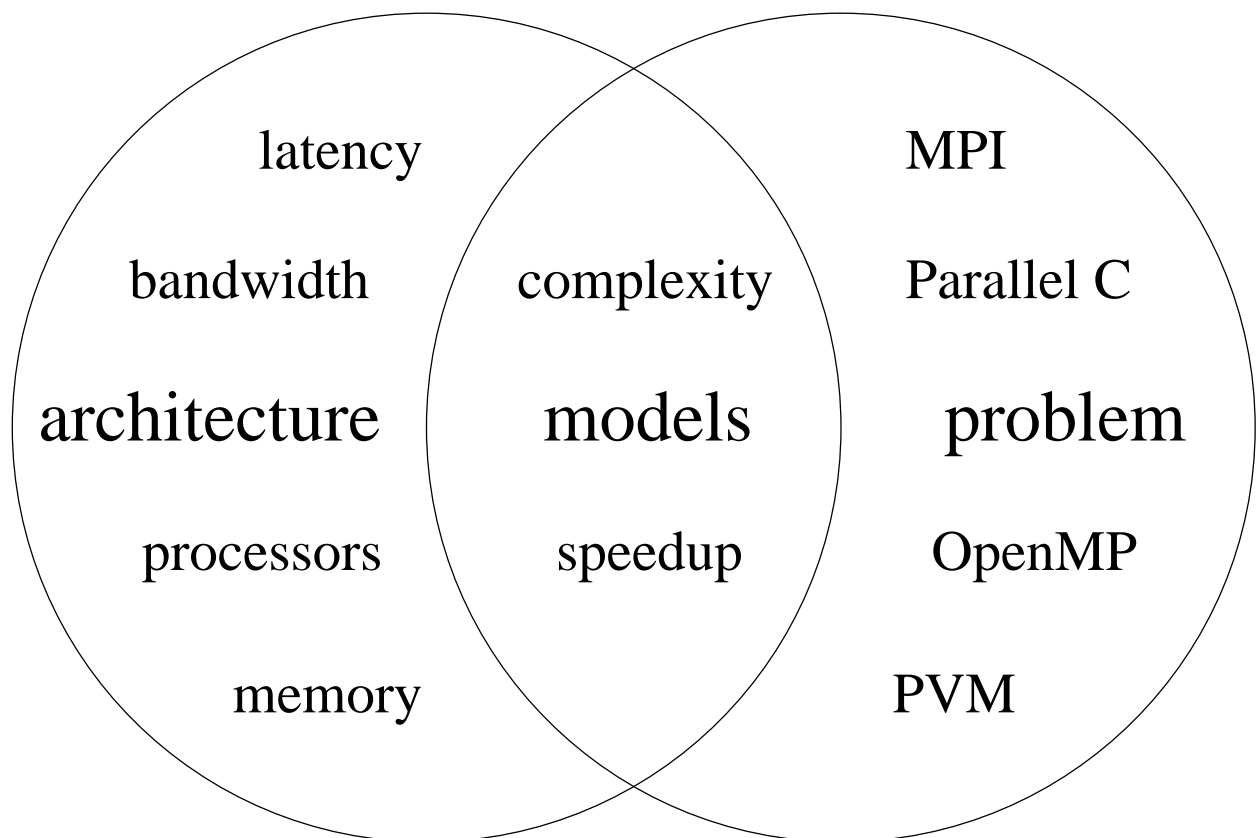 latency MPI
bandwidth complexity Parallel C
architecture models problem
processors speedup OpenMP
memory PVM